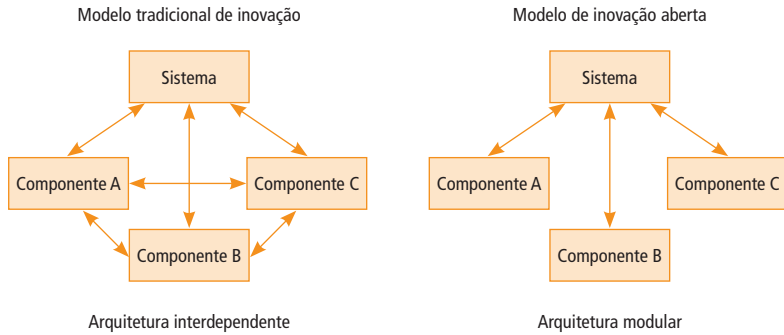 Modelo tradicional de inovação
Modelo de inovação aberta
Sistema
Sistema
Componente A
Componente C
Componente A
Componente C
Componente B
Componente B
Arquitetura interdependente
Arquitetura modular